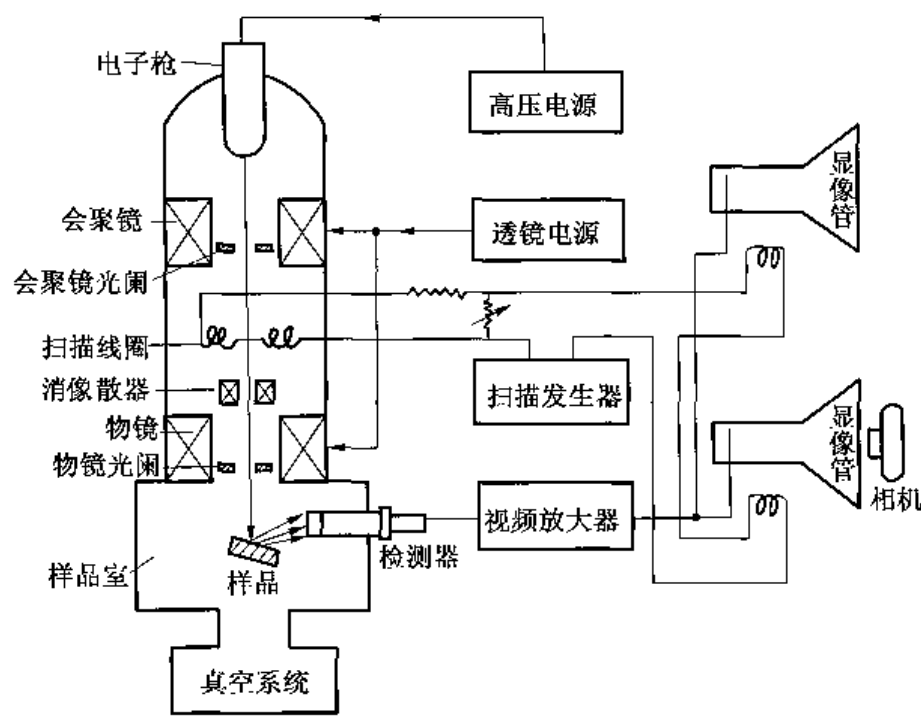 电子枪
高压电源
显像管
会聚镜
透镜电源
会聚镜光阑
扫描线圈
消像散器
扫描发生器
物镜
显像管
物镜光阑
相机
视频放大器
检测器
样品室
样品
真空系统